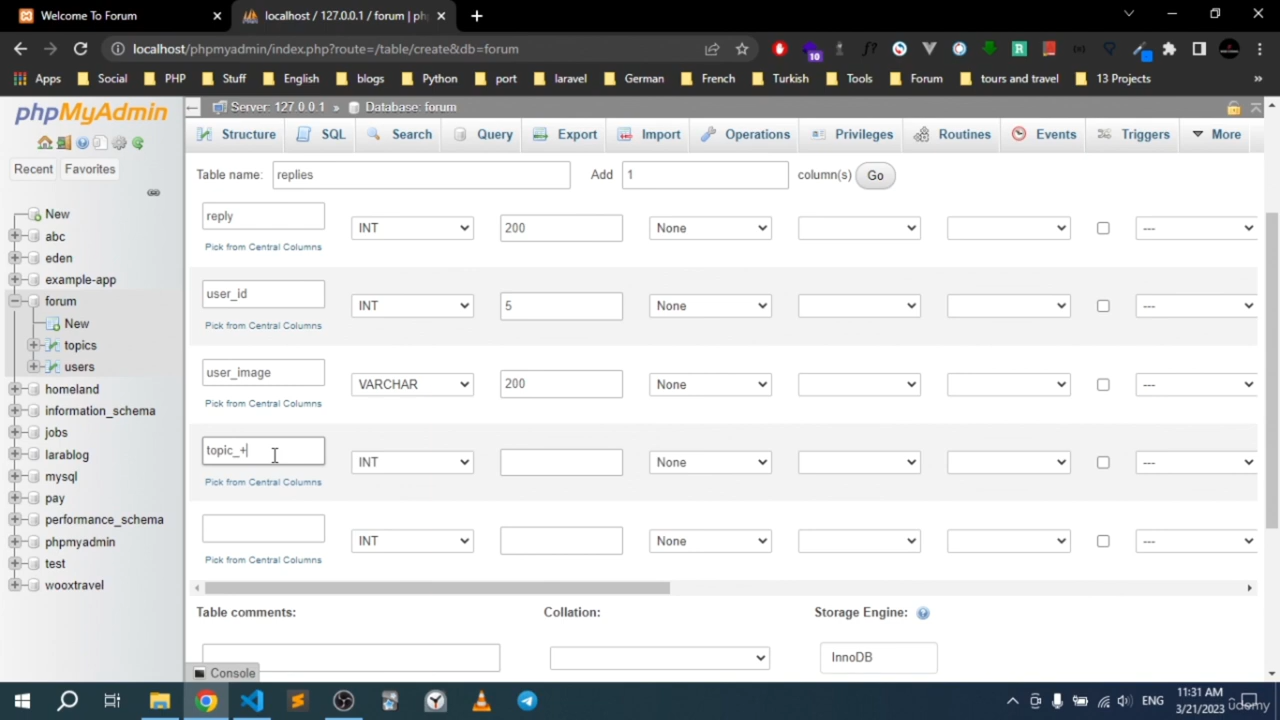 Welcome To Forum
localhost / 127.0.0.1 / forum | ph
localhost/phpmyadmin/index.php?route=/table/create&db=forum
10
Apps
Social
PHP
Stuff
English
blogs
Python
port
laravel
German
French
Turkish
Tools
Forum
tours and travel
13 Projects
»
phpMyAdmin
Recent
Favorites
New
abc
eden
example-app
forum
New
topics
users
homeland
information_schema
jobs
larablog
mysql
pay
performance_schema
phpmyadmin
test
wooxtravel
Server: 127.0.0.1 » Database: forum
Structure
SQL
Search
Query
Export
Import
Operations
Privileges
Routines
Events
Triggers
More
Table name: replies Add 1 column(s) Go
reply INT 200 None ---
Pick from Central Columns
user_id INT 5 None ---
Pick from Central Columns
user_image VARCHAR 200 None ---
Pick from Central Columns
topic_+ INT None ---
Pick from Central Columns
INT None ---
Pick from Central Columns
Table comments: Collation: Storage Engine:
InnoDB
Console
ENG
11:31 AM
3/21/2023
udemy